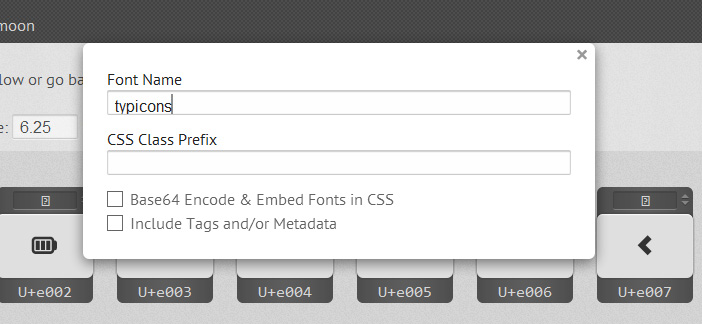 moon
Font Name
low or go ba
typicons
e: 6.25
CSS Class Prefix
Base64 Encode & Embed Fonts in CSS
Include Tags and/or Metadata
U+e002 U+e003 U+e004 U+e005 U+e006 U+e007